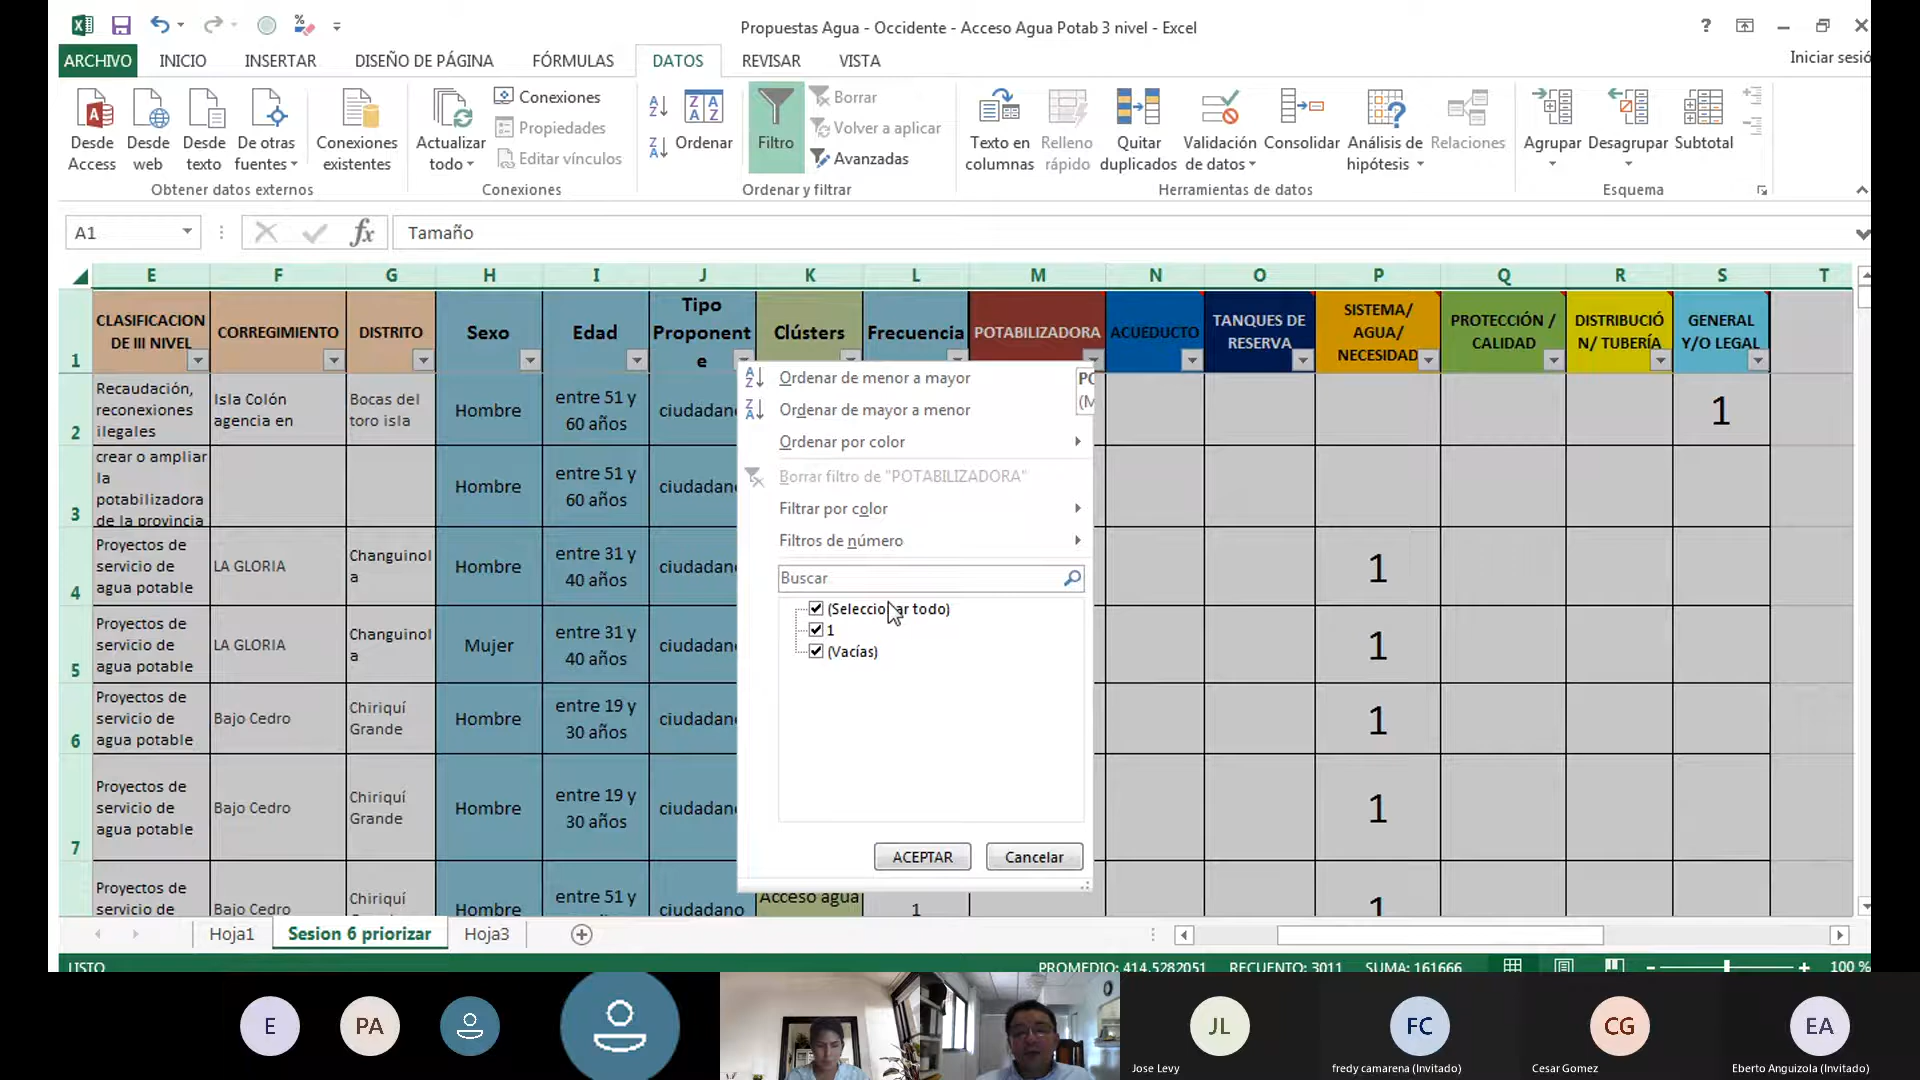 Propuestas Agua - Occidente - Acceso Agua Potab 3 nivel - Excel
ARCHIVO INICIO INSERTAR DISEÑO DE PÁGINA FÓRMULAS DATOS REVISAR VISTA Iniciar sesió
Desde Access
Desde web
Desde texto
De otras fuentes
Conexiones existentes
Obtener datos externos
Actualizar todo
Conexiones
Propiedades
Editar vínculos
Conexiones
Ordenar
Filtro
Borrar
Volver a aplicar
Avanzadas
Ordenar y filtrar
Texto en columnas
Relleno rápido
Quitar duplicados
Validación de datos
Consolidar
Análisis de hipótesis
Relaciones
Herramientas de datos
Agrupar
Desagrupar
Subtotal
Esquema
A1
fx
Tamaño
E F G H I J K L M N O P Q R S T
1
CLASIFICACION DE III NIVEL
CORREGIMIENTO
DISTRITO
Sexo
Edad
Tipo Proponent e
Clústers
Frecuencia
POTABILIZADORA
ACUEDUCTO
TANQUES DE RESERVA
SISTEMA/ AGUA/ NECESIDAD
PROTECCIÓN / CALIDAD
DISTRIBUCIÓ N/ TUBERÍA
GENERAL Y/O LEGAL
2
Recaudación, reconexiones ilegales
Isla Colón agencia en
Bocas del toro isla
Hombre
entre 51 y 60 años
ciudadan
1
3
crear o ampliar la potabilizadora de la provincia
Hombre
entre 51 y 60 años
ciudadan
4
Proyectos de servicio de agua potable
LA GLORIA
Changuinol a
Hombre
entre 31 y 40 años
ciudadan
1
5
Proyectos de servicio de agua potable
LA GLORIA
Changuinol a
Mujer
entre 31 y 40 años
ciudadan
1
6
Proyectos de servicio de agua potable
Bajo Cedro
Chiriquí Grande
Hombre
entre 19 y 30 años
ciudadan
1
7
Proyectos de servicio de agua potable
Bajo Cedro
Chiriquí Grande
Hombre
entre 19 y 30 años
ciudadan
1
Proyectos de servicio de
Bajo Cedro
Chiriquí
Hombre
entre 51 y
ciudadano
Acceso agua
1
1
Ordenar de menor a mayor
Ordenar de mayor a menor
Ordenar por color
Borrar filtro de "POTABILIZADORA"
Filtrar por color
Filtros de número
Buscar
(Seleccionar todo)
1
(Vacías)
ACEPTAR Cancelar
Hoja1 Sesion 6 priorizar Hoja3
LISTO PROMEDIO: 414.5282051 RECUENTO: 3011 SUMA: 161666 100 %
E PA JL FC CG EA
Jose Levy fredy camarena (Invitado) Cesar Gomez Eberto Anguizola (Invitado)